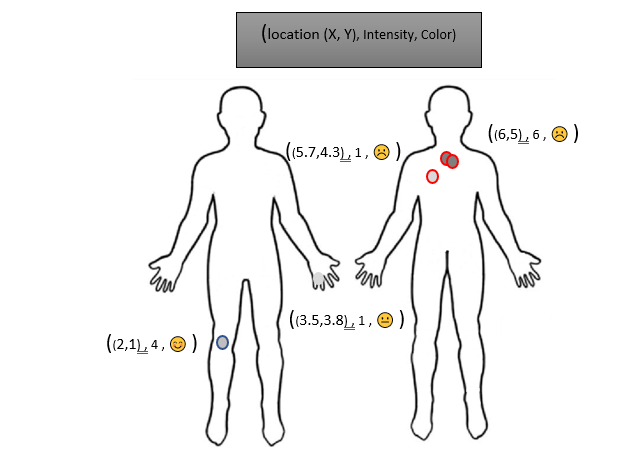 (location (X, Y), Intensity, Color)
((6,5), 6, ☹️)
((5.7,4.3), 1, ☹️)
((3.5,3.8), 1, 😐)
((2,1), 4, 😊)